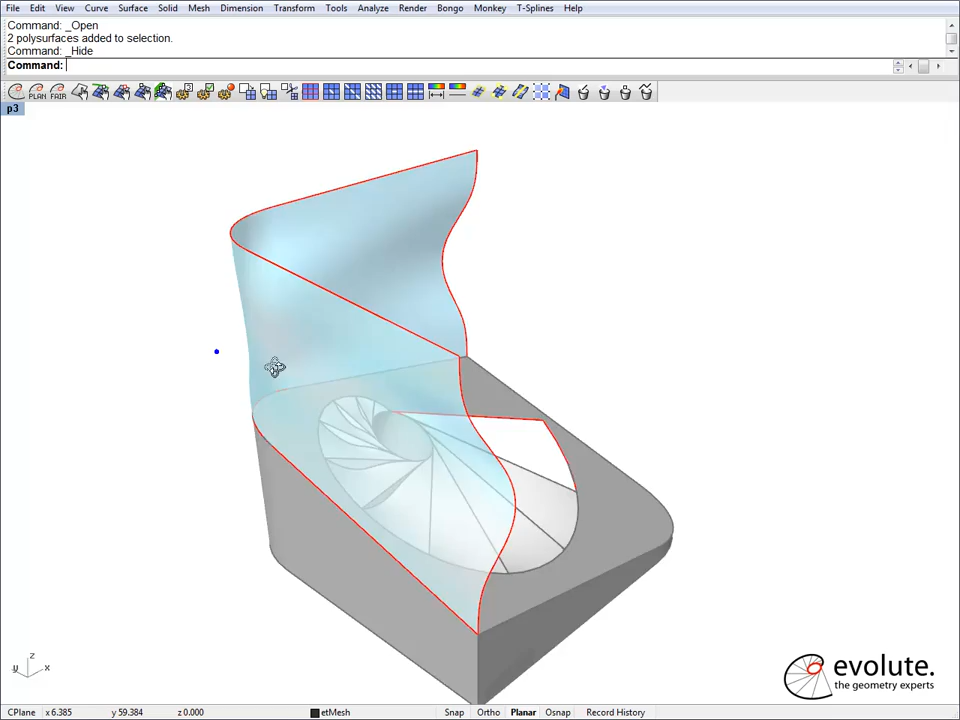 File Edit View Curve Surface Solid Mesh Dimension Transform Tools Analyze Render Bongo Monkey T-Splines Help
Command: _Open
2 polysurfaces added to selection.
Command: _Hide
Command:
PLAN FAIR
p3
z
y x
evolute.
the geometry experts
CPlane x 6.385 y 59.384 z 0.000 etMesh Snap Ortho Planar Osnap Record History